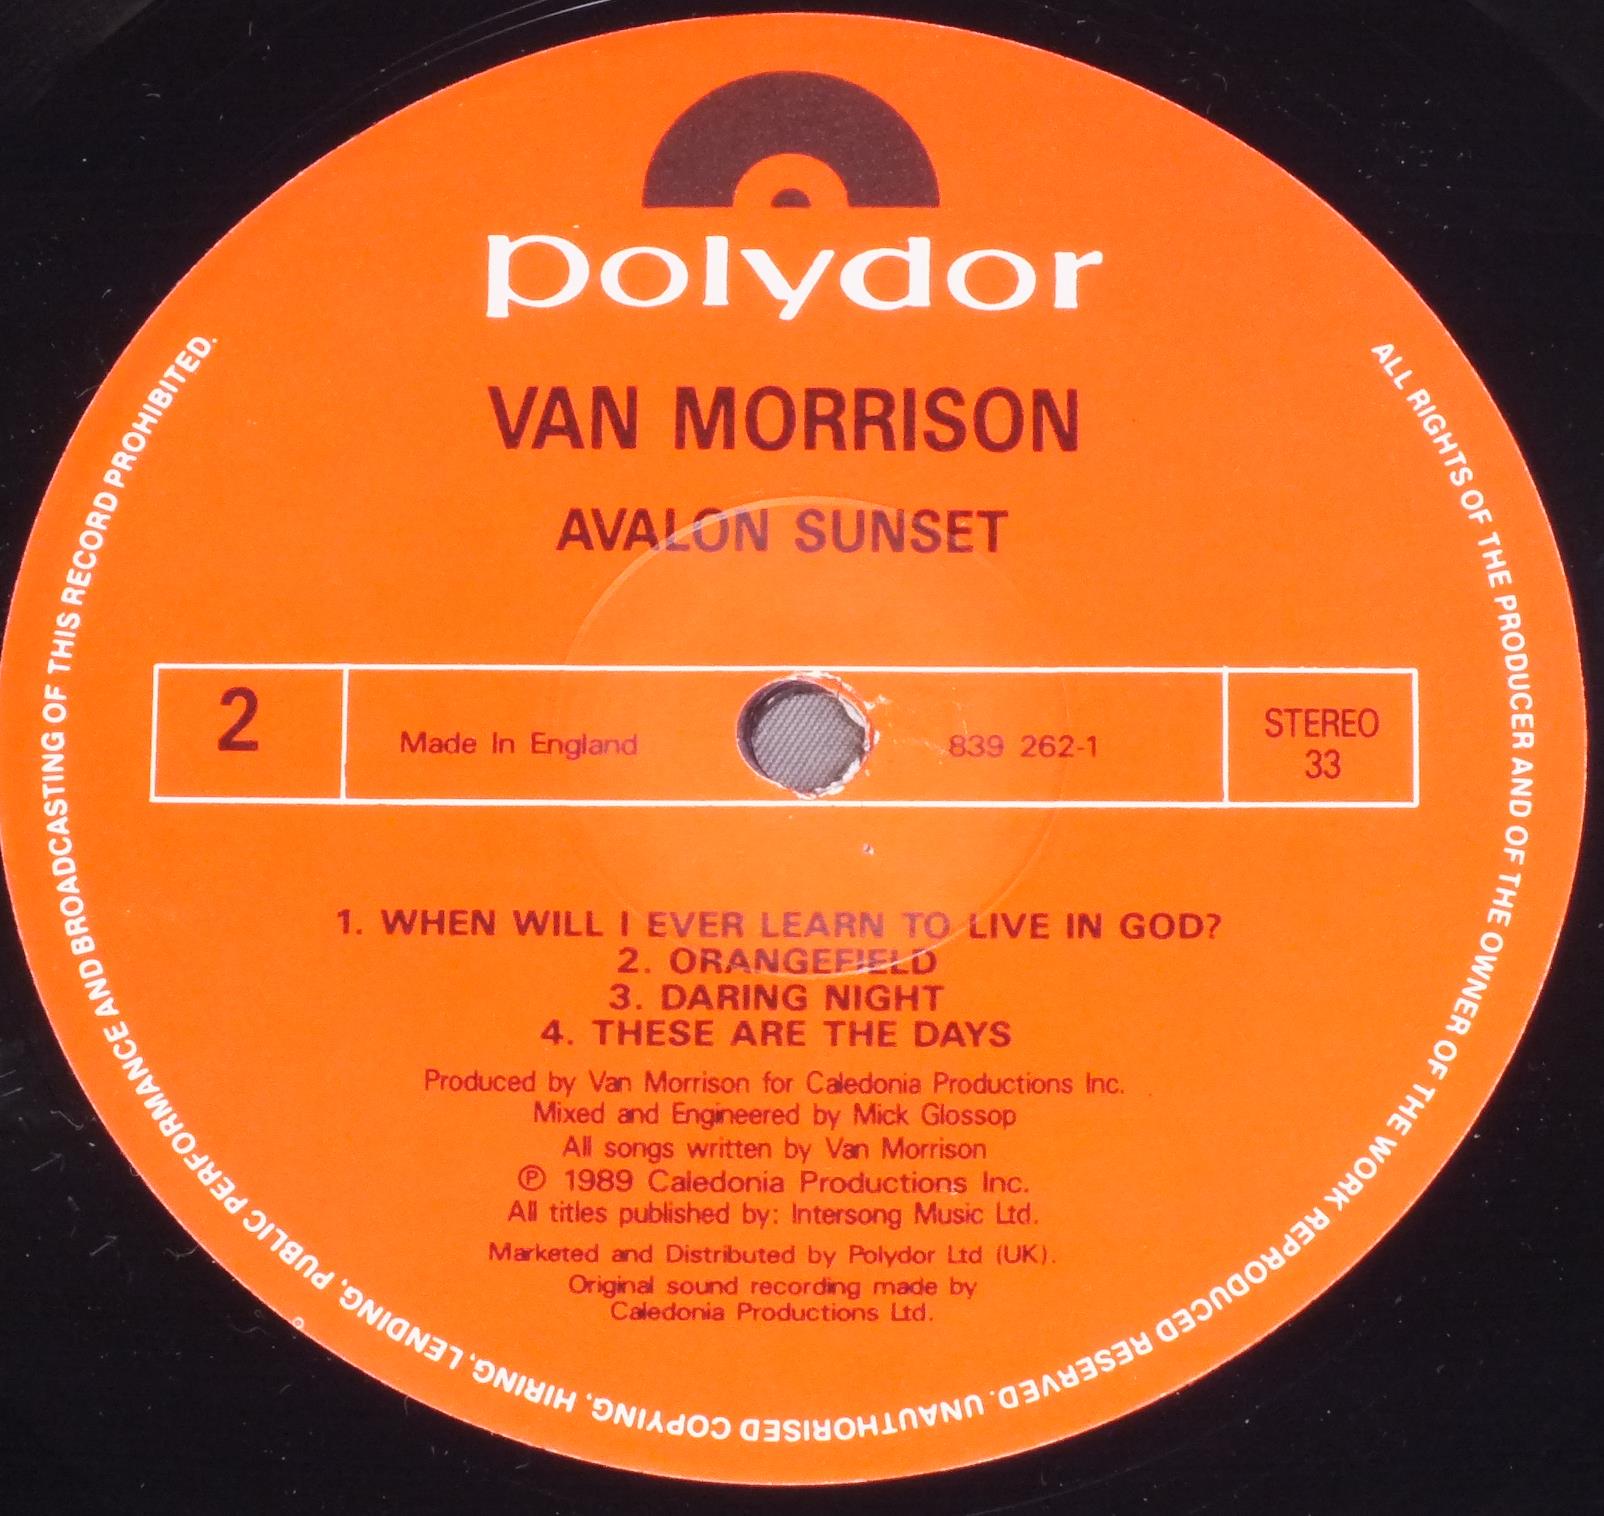 polydor
VAN MORRISON
AVALON SUNSET
2
Made In England
839 262-1
STEREO
33
1. WHEN WILL I EVER LEARN TO LIVE IN GOD?
2. ORANGEFIELD
3. DARING NIGHT
4. THESE ARE THE DAYS
Produced by Van Morrison for Caledonia Productions Inc.
Mixed and Engineered by Mick Glossop
All songs written by Van Morrison
℗ 1989 Caledonia Productions Inc.
All titles published by: Intersong Music Ltd.
Marketed and Distributed by Polydor Ltd (UK).
Original sound recording made by
Caledonia Productions Ltd.
ALL RIGHTS OF THE PRODUCER AND OF THE OWNER OF THE WORK REPRODUCED RESERVED. UNAUTHORISED COPYING, HIRING, LENDING, PUBLIC PERFORMANCE AND BROADCASTING OF THIS RECORD PROHIBITED.